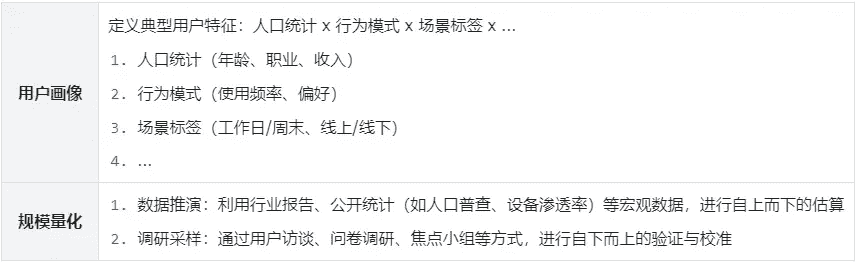 用户画像
定义典型用户特征：人口统计 x 行为模式 x 场景标签 x ...
1. 人口统计（年龄、职业、收入）
2. 行为模式（使用频率、偏好）
3. 场景标签（工作日/周末、线上/线下）
4. ...
规模量化
1. 数据推演：利用行业报告、公开统计（如人口普查、设备渗透率）等宏观数据，进行自上而下的估算
2. 调研采样：通过用户访谈、问卷调研、焦点小组等方式，进行自下而上的验证与校准